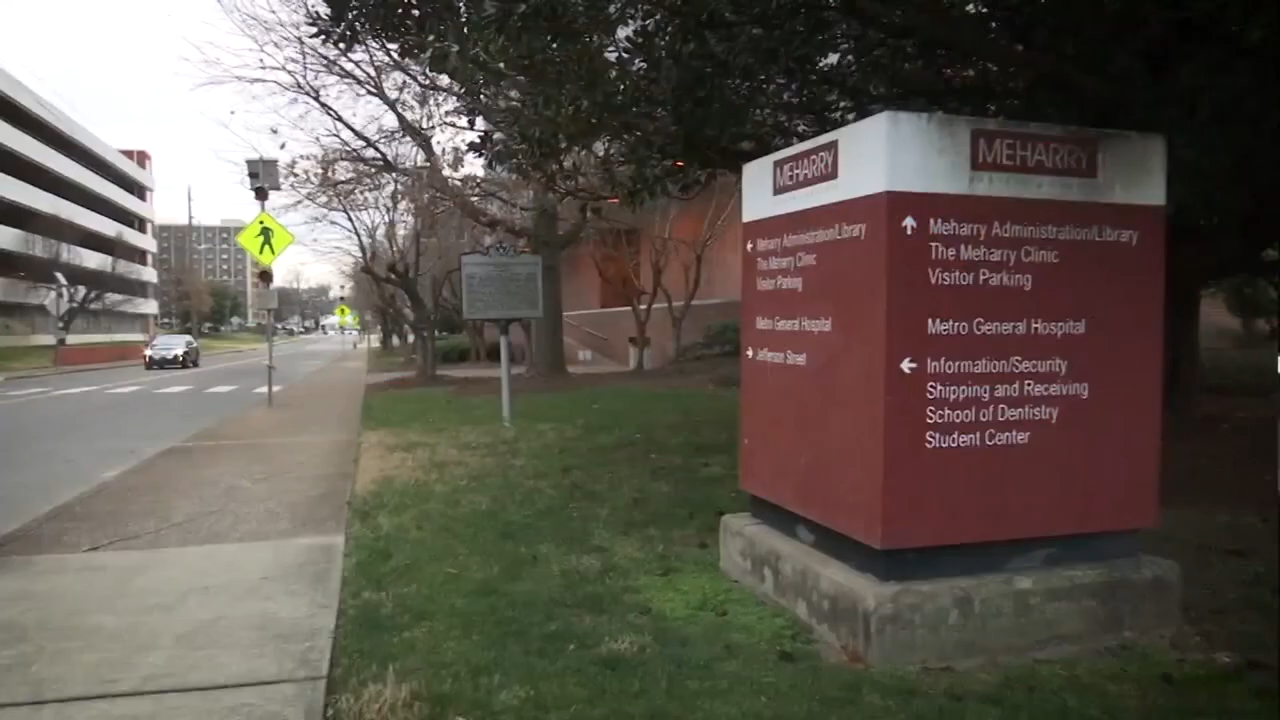 MEHARRY
Meharry Administration/Library
The Meharry Clinic
Visitor Parking
Metro General Hospital
Jefferson Street
MEHARRY
Meharry Administration/Library
The Meharry Clinic
Visitor Parking
Metro General Hospital
Information/Security
Shipping and Receiving
School of Dentistry
Student Center